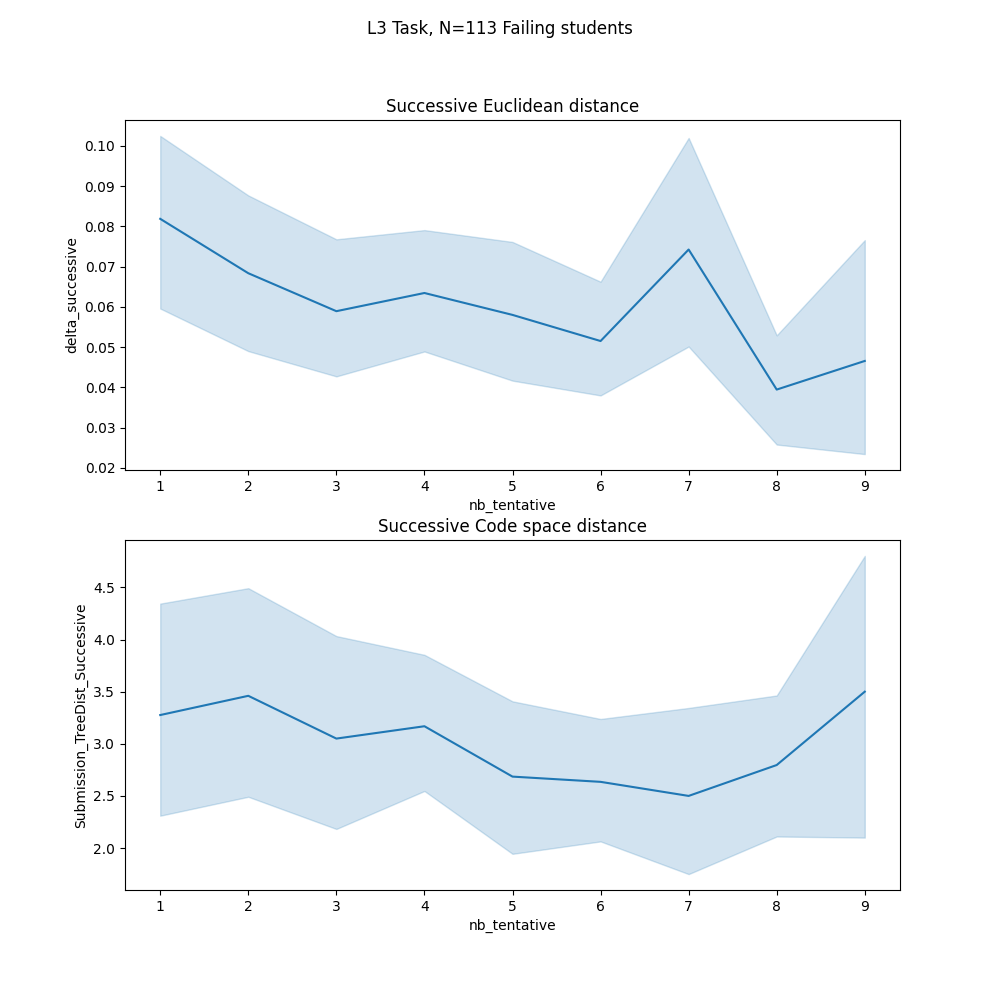 L3 Task, N=113 Failing students
Successive Euclidean distance
delta_successive
0.10
0.09
0.08
0.07
0.06
0.05
0.04
0.03
0.02
1 2 3 4 5 6 7 8 9
nb_tentative
Successive Code space distance
Submission_TreeDist_Successive
4.5
4.0
3.5
3.0
2.5
2.0
1 2 3 4 5 6 7 8 9
nb_tentative